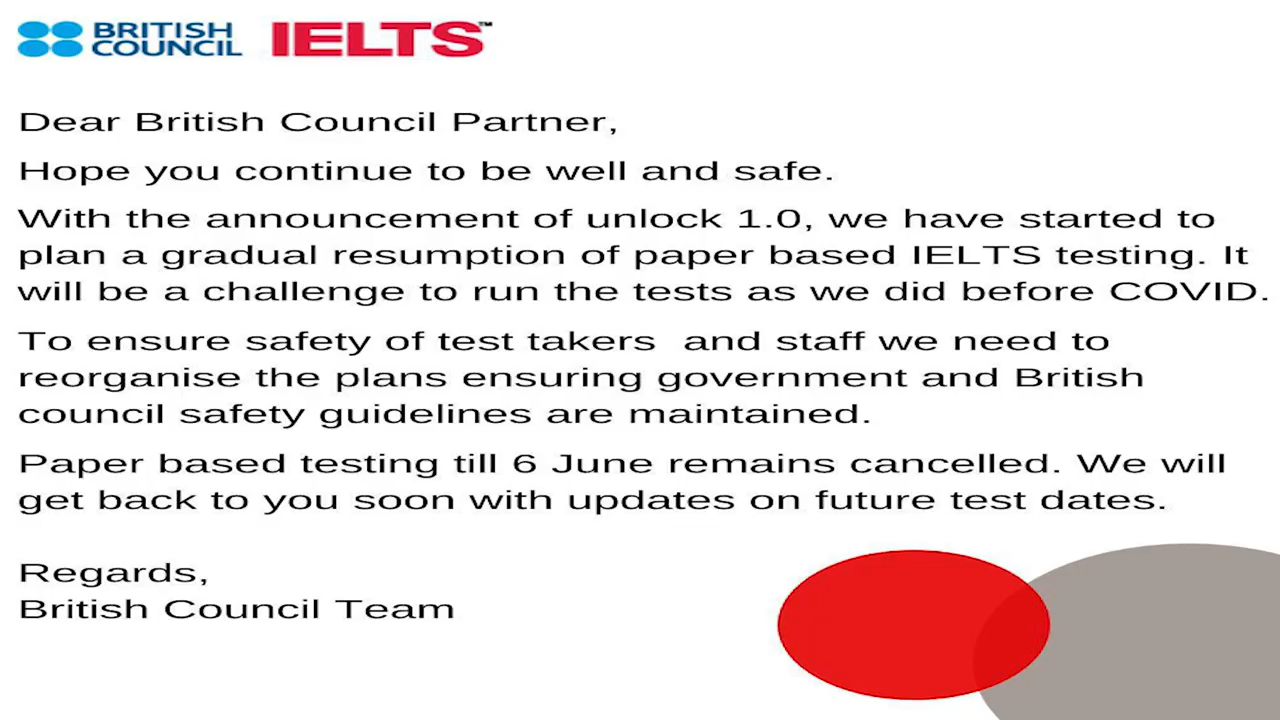 BRITISH
COUNCIL
IELTS™
Dear British Council Partner,
Hope you continue to be well and safe.
With the announcement of unlock 1.0, we have started to
plan a gradual resumption of paper based IELTS testing. It
will be a challenge to run the tests as we did before COVID.
To ensure safety of test takers  and staff we need to
reorganise the plans ensuring government and British
council safety guidelines are maintained.
Paper based testing till 6 June remains cancelled. We will
get back to you soon with updates on future test dates.
Regards,
British Council Team